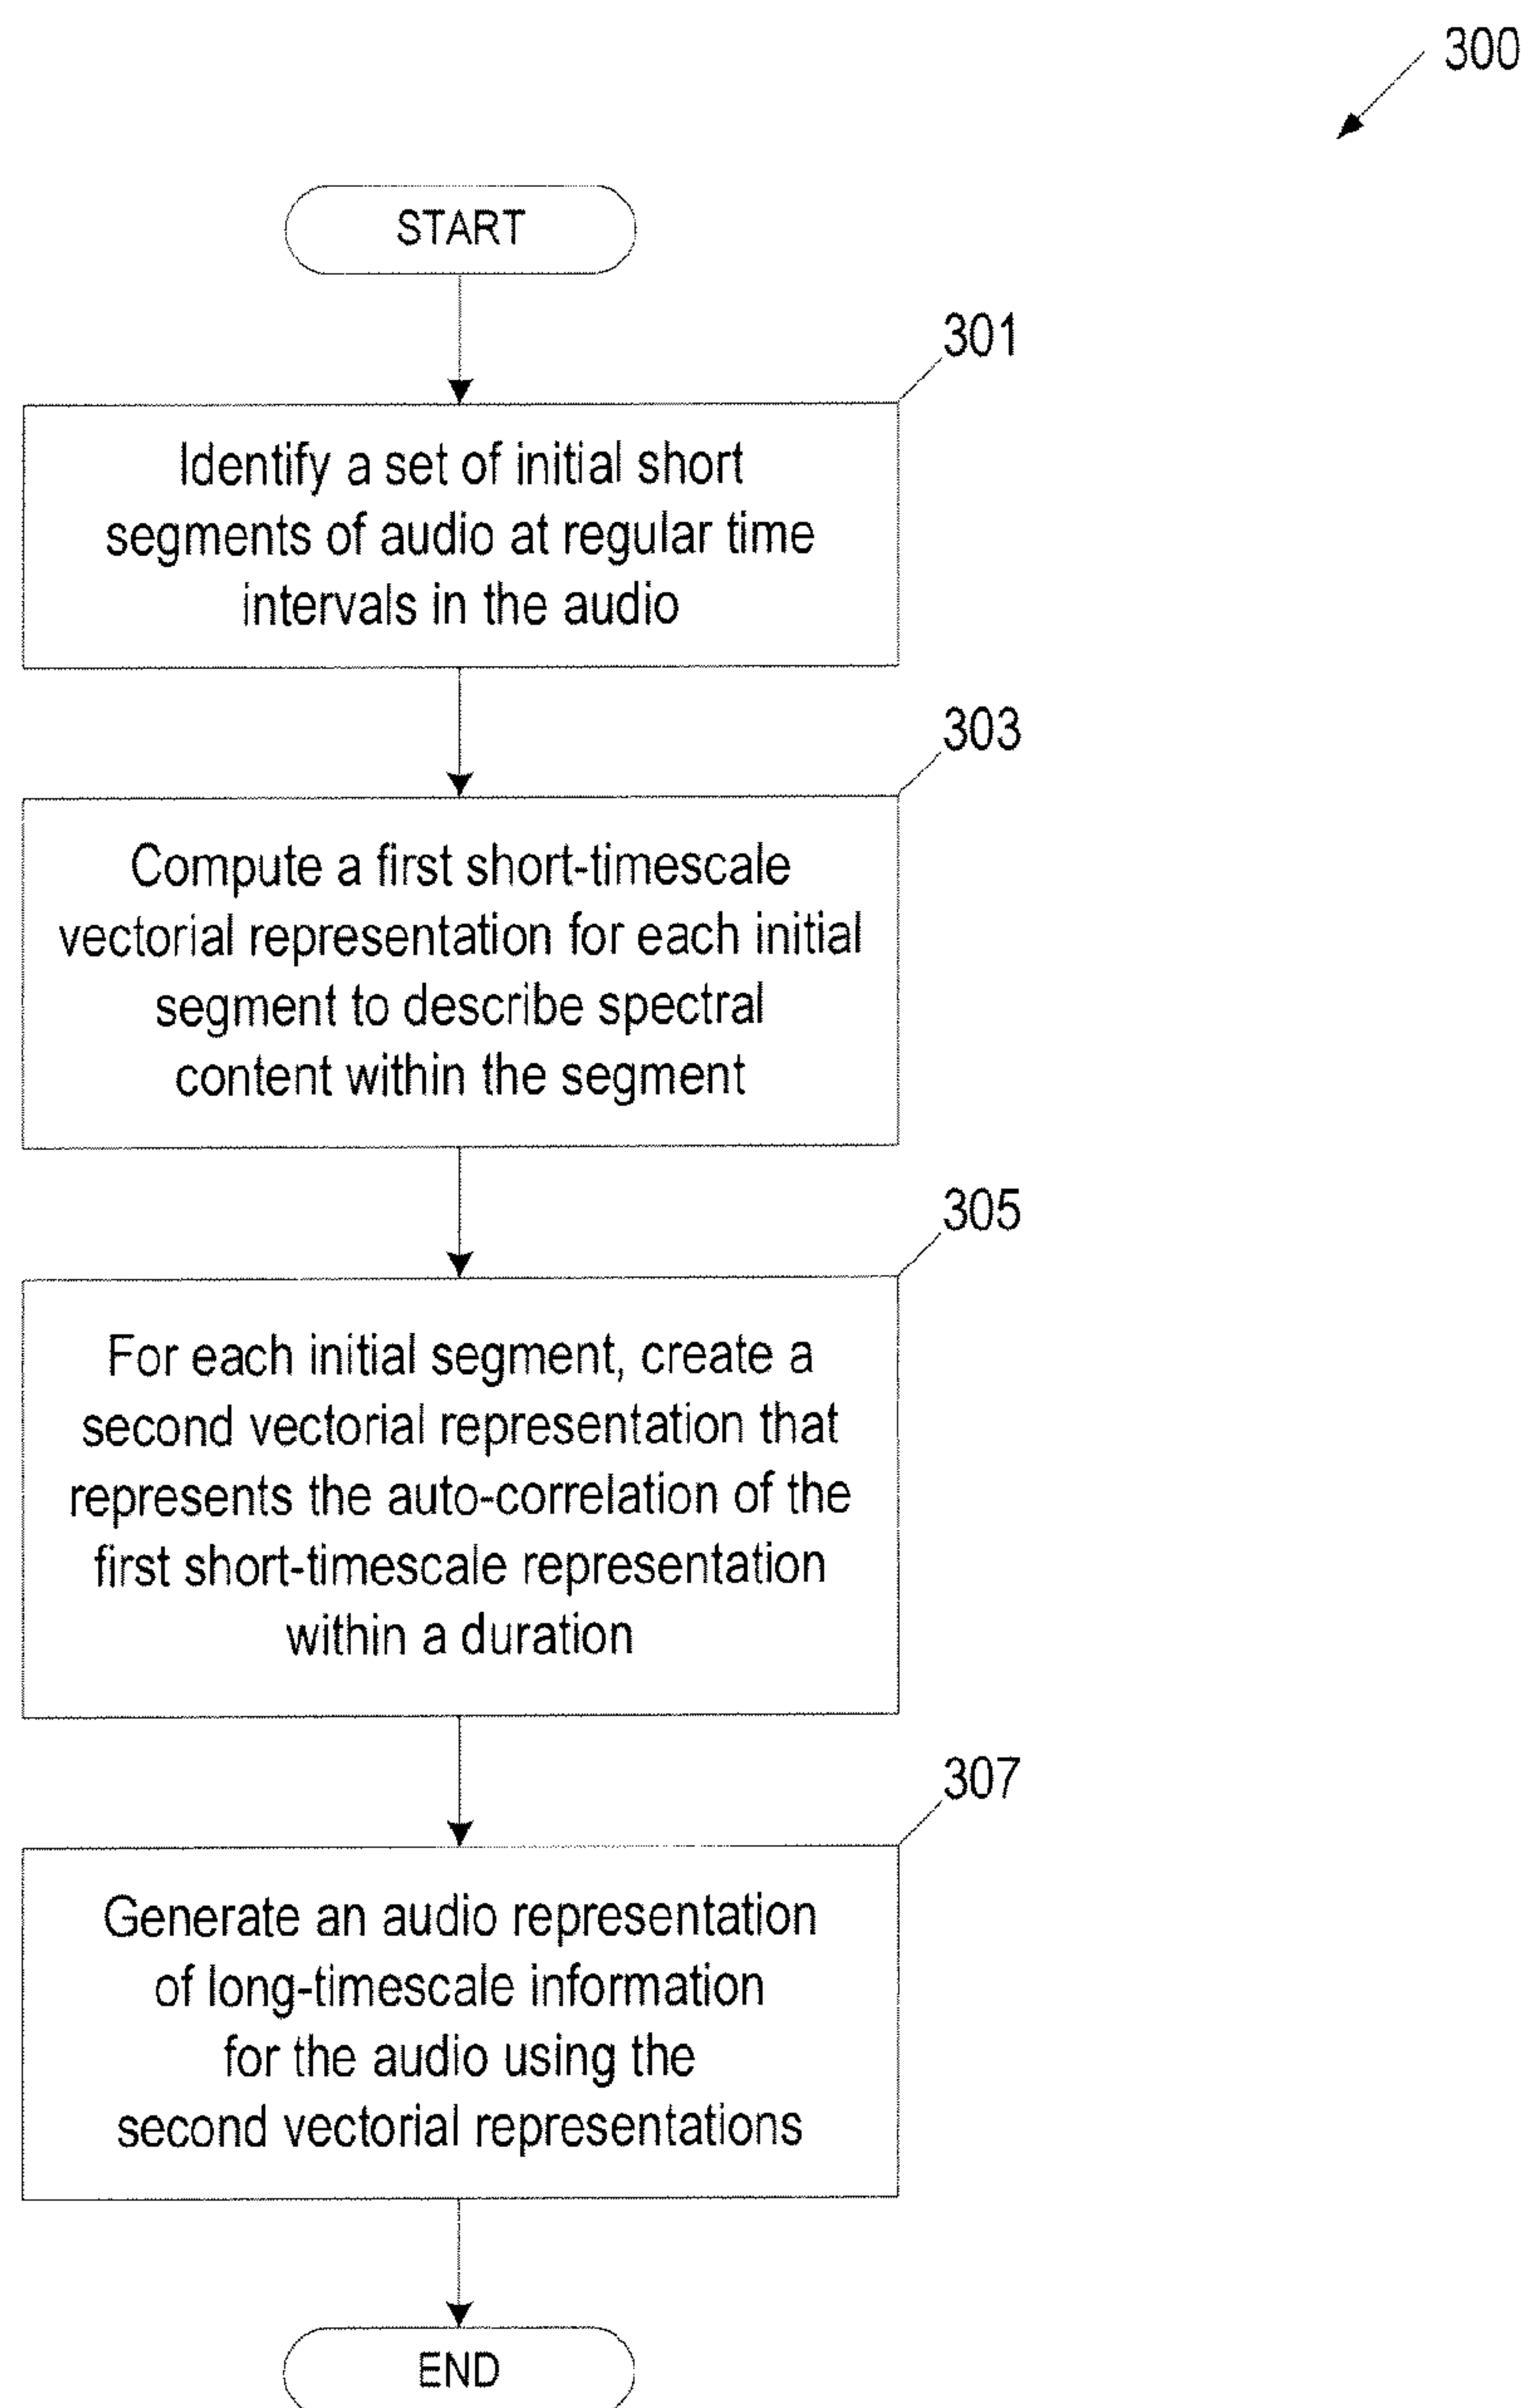 300
START
301
Identify a set of initial short
segments of audio at regular time
intervals in the audio
303
Compute a first short-timescale
vectorial representation for each initial
segment to describe spectral
content within the segment
305
For each initial segment, create a
second vectorial representation that
represents the auto-correlation of the
first short-timescale representation
within a duration
307
Generate an audio representation
of long-timescale information
for the audio using the
second vectorial representations
END